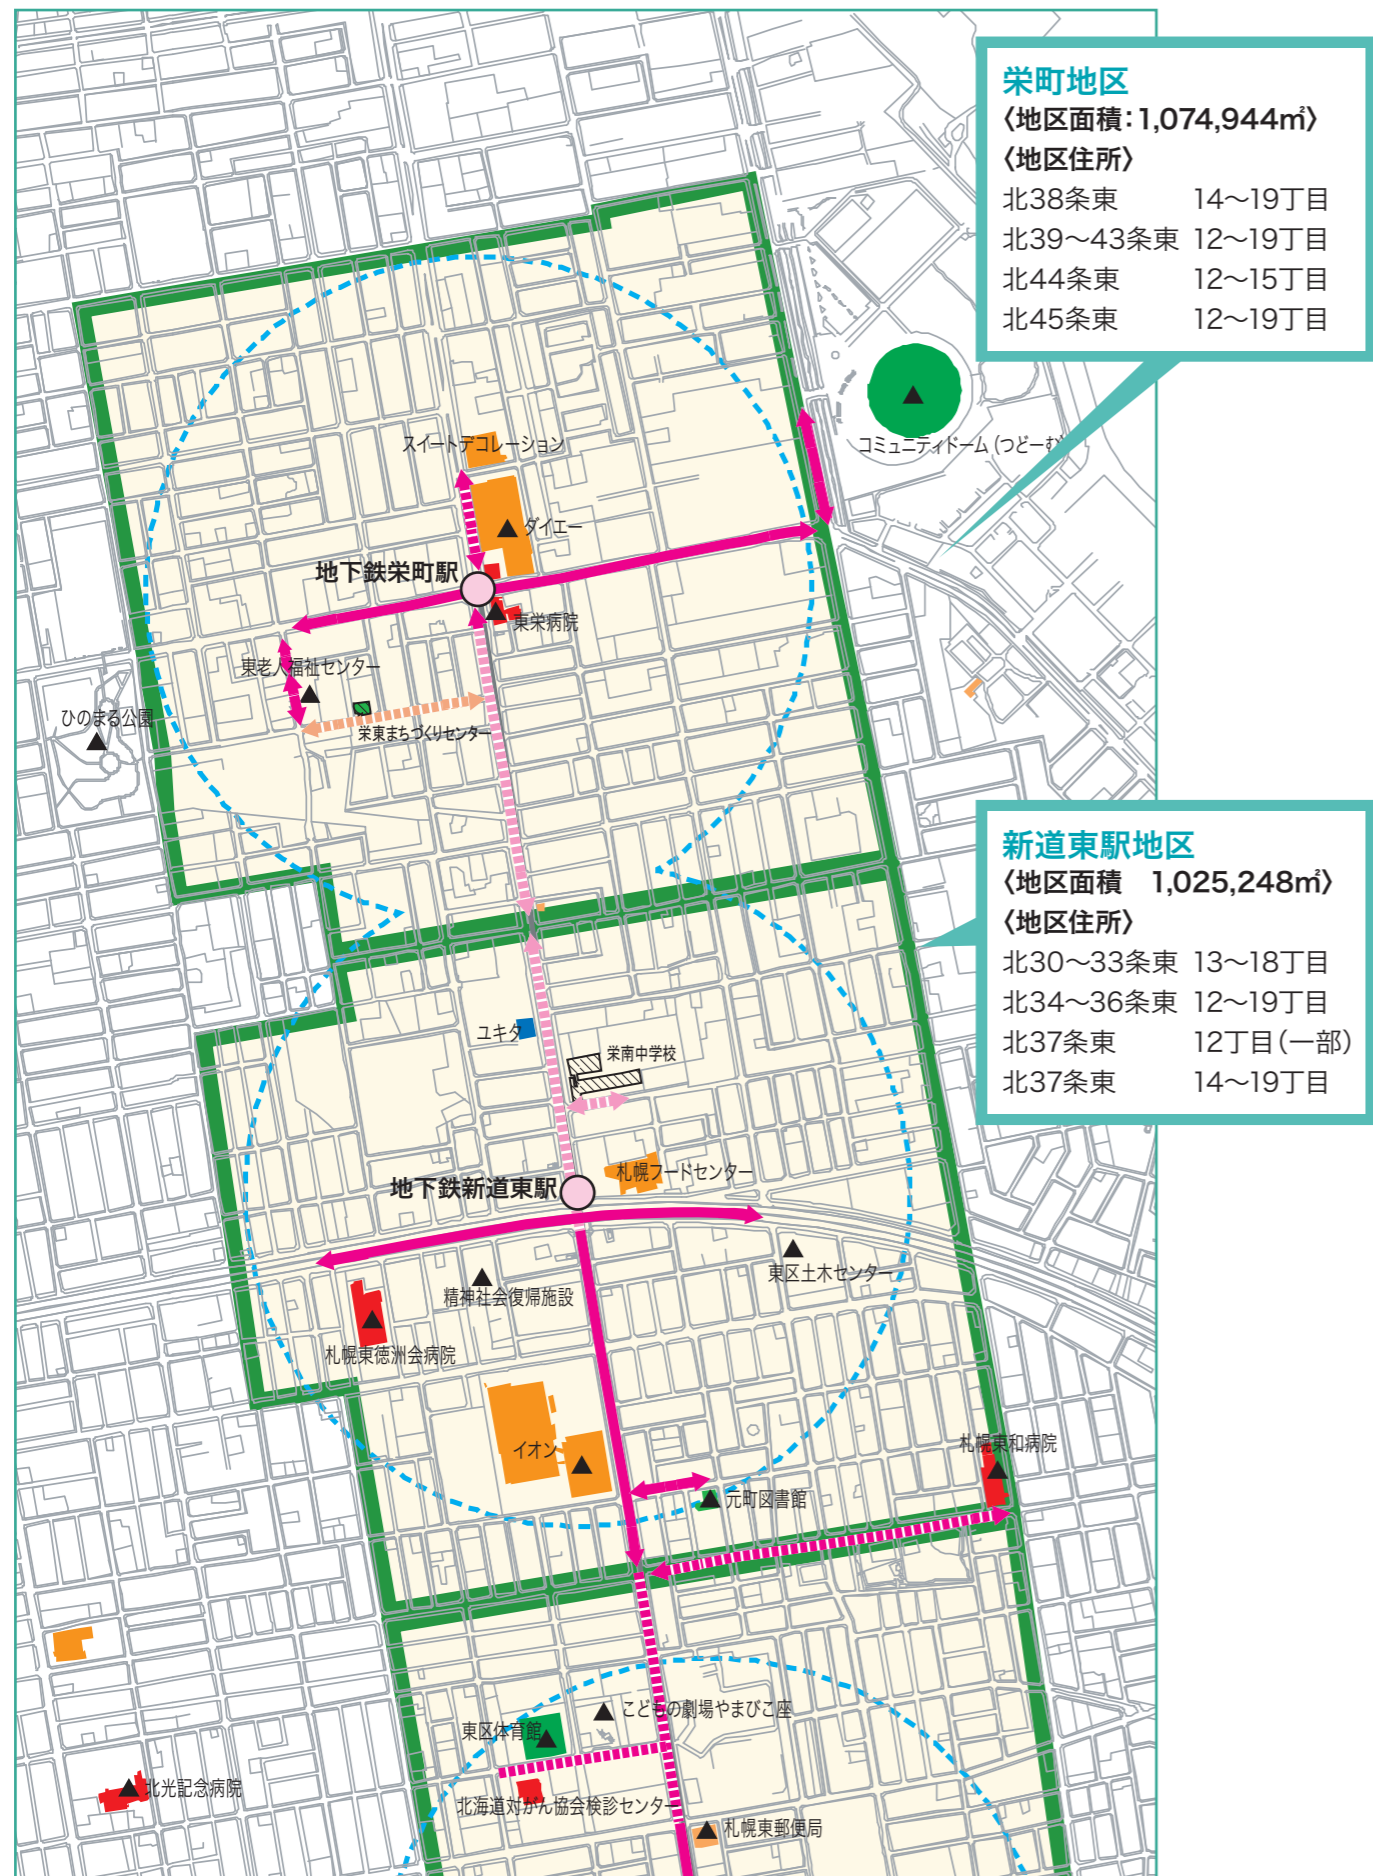 栄町地区
〈地区面積：1,074,944㎡〉
〈地区住所〉
北38条東 14～19丁目
北39～43条東 12～19丁目
北44条東 12～15丁目
北45条東 12～19丁目
コミュニティドーム（つどーむ）
スイートデコレーション
ダイエー
地下鉄栄町駅
東栄病院
東老人福祉センター
ひのまる公園
栄東まちづくりセンター
新道東駅地区
〈地区面積　1,025,248㎡〉
〈地区住所〉
北30～33条東 13～18丁目
北34～36条東 12～19丁目
北37条東 12丁目（一部）
北37条東 14～19丁目
ユキタ
栄南中学校
札幌フードセンター
地下鉄新道東駅
東区土木センター
精神社会復帰施設
札幌東徳洲会病院
イオン
札幌東和病院
元町図書館
こどもの劇場やまびこ座
東区体育館
北光記念病院
北海道対がん協会検診センター
札幌東郵便局